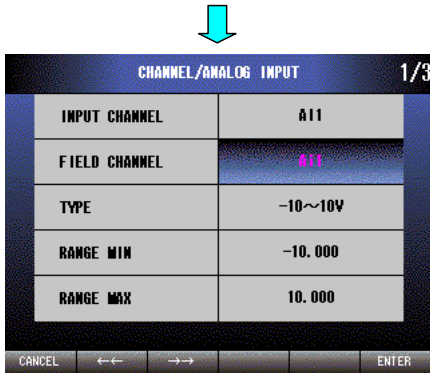 CHANNEL/ANALOG INPUT 1/3
INPUT CHANNEL AI1
FIELD CHANNEL AI1
TYPE -10~10V
RANGE MIN -10.000
RANGE MAX 10.000
CANCEL ←← →→ ENTER